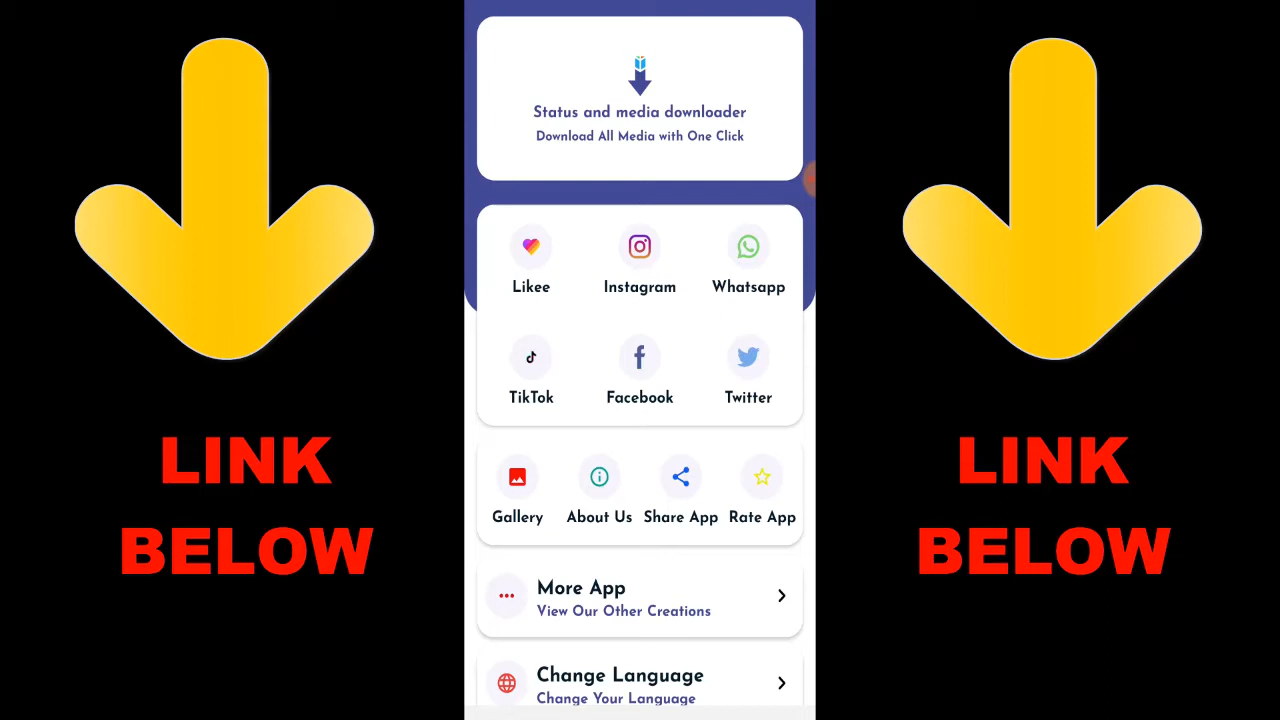 Status and media downloader
Download All Media with One Click
Likee Instagram Whatsapp
TikTok Facebook Twitter
LINK
BELOW
Gallery About Us Share App Rate App
More App
View Our Other Creations
Change Language
Change Your Language
LINK
BELOW